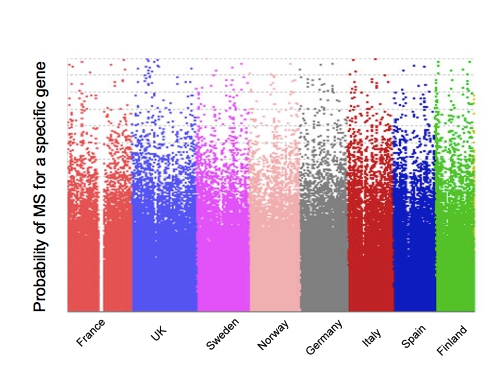 Probability of MS for a specific gene
France
UK
Sweden
Norway
Germany
Italy
Spain
Finland